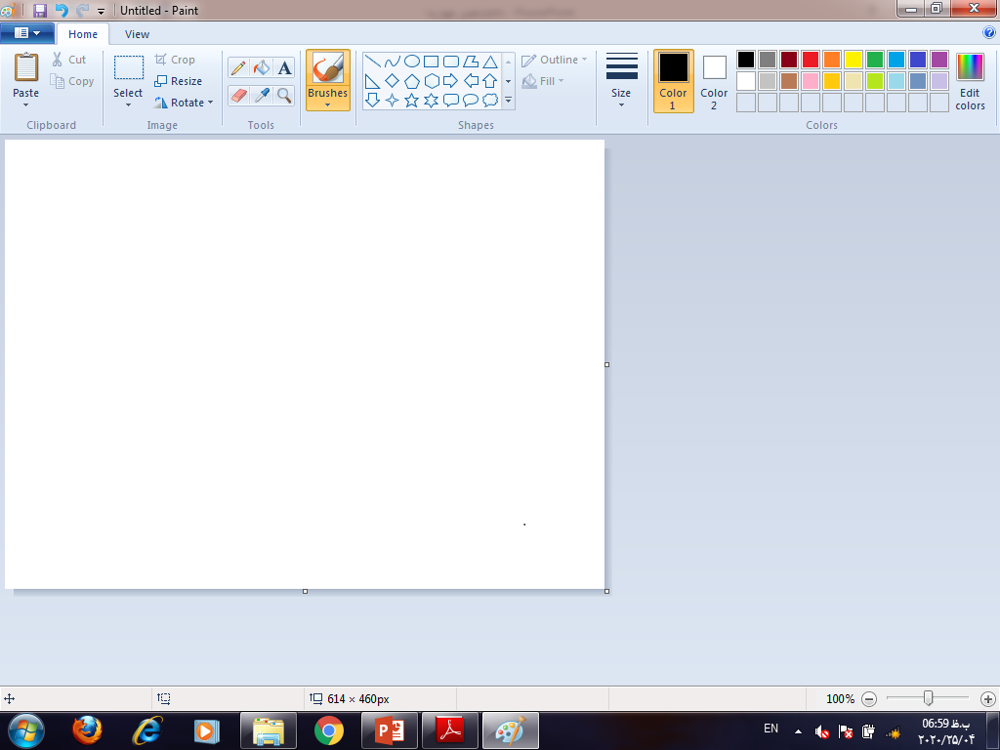 Untitled - Paint
Home View
Paste Cut Copy Clipboard
Select Crop Resize Rotate Image
A
Tools
Brushes
Shapes
Outline Fill
Size
Color 1
Color 2
Colors
Edit colors
614 × 460px
100%
EN
06:59 ب.ظ
۲۰۲۰/۲۵/۰۴